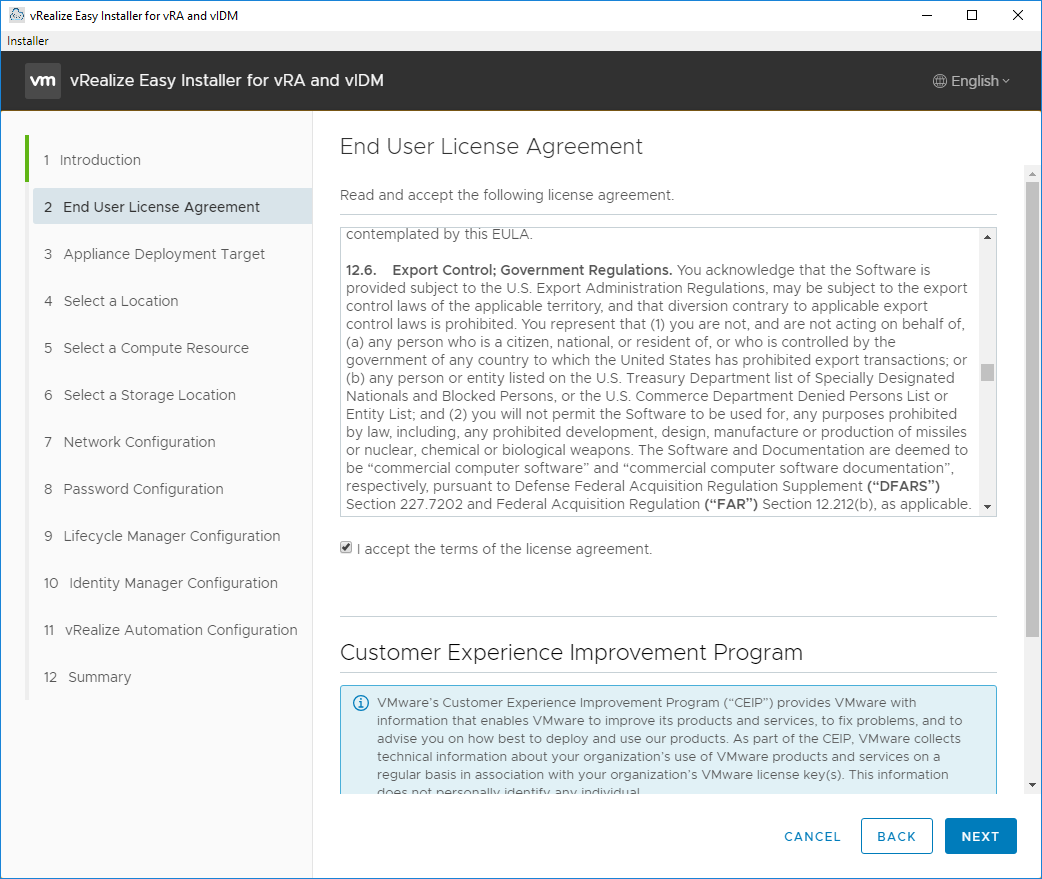 vRealize Easy Installer for vRA and vIDM
Installer
vm vRealize Easy Installer for vRA and vIDM
English
1 Introduction
2 End User License Agreement
3 Appliance Deployment Target
4 Select a Location
5 Select a Compute Resource
6 Select a Storage Location
7 Network Configuration
8 Password Configuration
9 Lifecycle Manager Configuration
10 Identity Manager Configuration
11 vRealize Automation Configuration
12 Summary
End User License Agreement
Read and accept the following license agreement.
contemplated by this EULA.
12.6. Export Control; Government Regulations. You acknowledge that the Software is
provided subject to the U.S. Export Administration Regulations, may be subject to the export
control laws of the applicable territory, and that diversion contrary to applicable export
control laws is prohibited. You represent that (1) you are not, and are not acting on behalf of,
(a) any person who is a citizen, national, or resident of, or who is controlled by the
government of any country to which the United States has prohibited export transactions; or
(b) any person or entity listed on the U.S. Treasury Department list of Specially Designated
Nationals and Blocked Persons, or the U.S. Commerce Department Denied Persons List or
Entity List; and (2) you will not permit the Software to be used for, any purposes prohibited
by law, including, any prohibited development, design, manufacture or production of missiles
or nuclear, chemical or biological weapons. The Software and Documentation are deemed to
be “commercial computer software” and “commercial computer software documentation”,
respectively, pursuant to Defense Federal Acquisition Regulation Supplement (“DFARS”)
Section 227.7202 and Federal Acquisition Regulation (“FAR”) Section 12.212(b), as applicable.
I accept the terms of the license agreement.
Customer Experience Improvement Program
VMware’s Customer Experience Improvement Program (“CEIP”) provides VMware with
information that enables VMware to improve its products and services, to fix problems, and to
advise you on how best to deploy and use our products. As part of the CEIP, VMware collects
technical information about your organization’s use of VMware products and services on a
regular basis in association with your organization’s VMware license key(s). This information
does not personally identify any individual.
CANCEL
BACK
NEXT